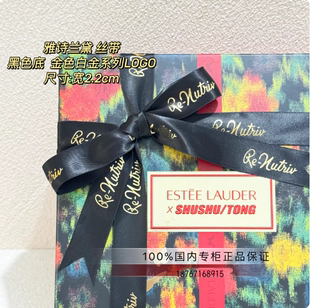 雅诗兰黛 丝带
黑色底 金色白金系列LOGO
尺寸:宽2.2cm
Re-Nutriv
Re-Nutriv
Re-Nutriv
Re-Nutriv
Re-Nutriv
ESTĒE LAUDER
x SHUSHU/TONG
100%国内专柜正品保证
18767168915